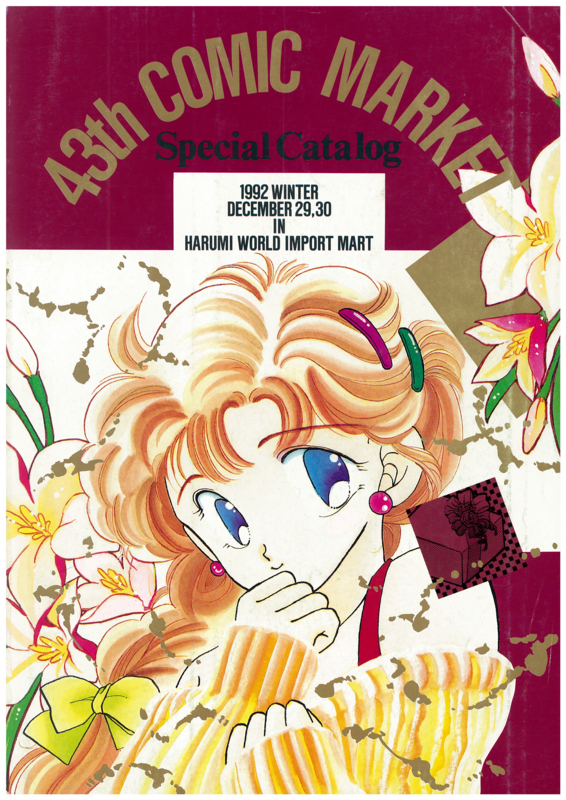 43th COMIC MARKET
Special Catalog
1992 WINTER
DECEMBER 29,30
IN
HARUMI WORLD IMPORT MART